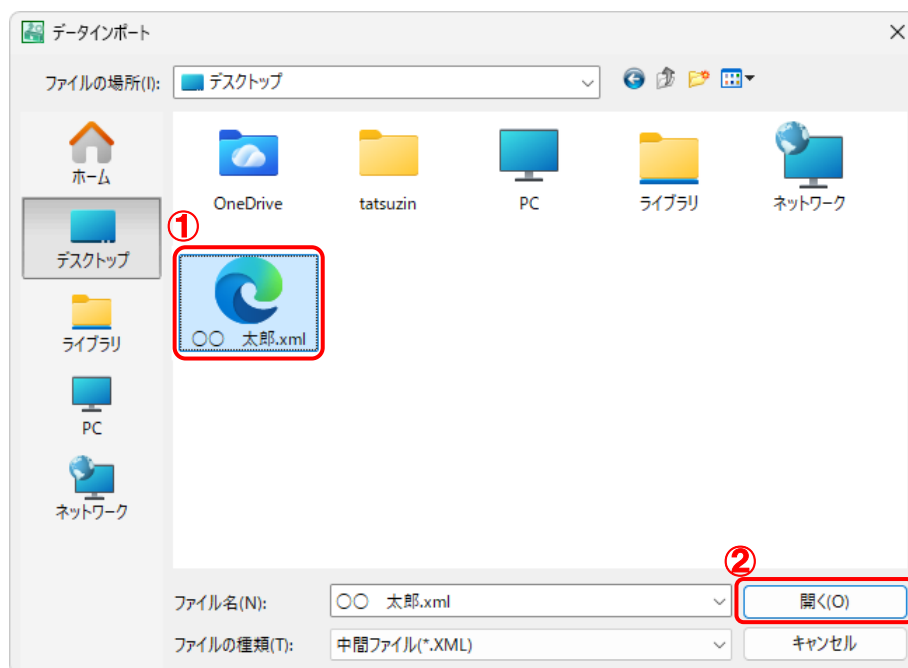 データインポート
ファイルの場所(I):
デスクトップ
ホーム
デスクトップ
ライブラリ
PC
ネットワーク
OneDrive
tatsuzin
PC
ライブラリ
ネットワーク
①
〇〇　太郎.xml
②
ファイル名(N):
〇〇　太郎.xml
開く(O)
ファイルの種類(T):
中間ファイル(*.XML)
キャンセル